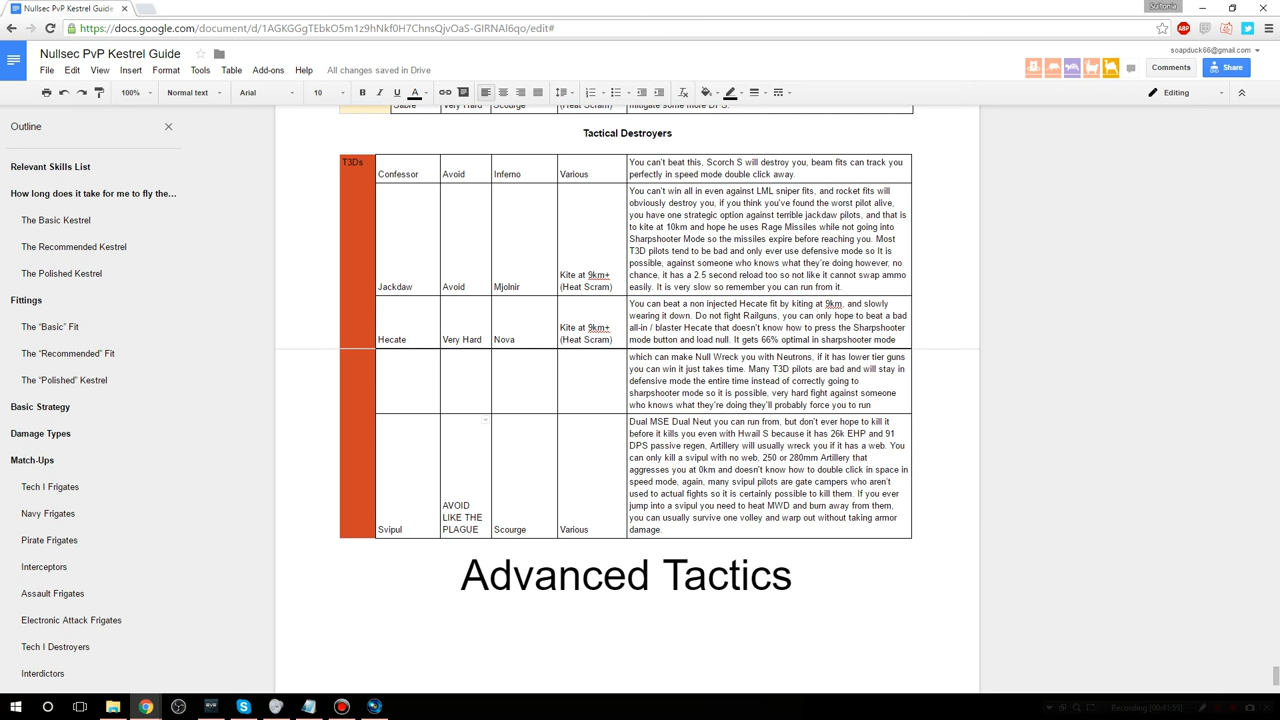 Nullsec PvP Kestrel Guide
Sultonia
https://docs.google.com/document/d/1AGKGGgTEbkO5m1z9hNkf0H7ChnsQjvOaS-GIRNAl6qo/edit#
Nullsec PvP Kestrel Guide
soapduck66@gmail.com
File Edit View Insert Format Tools Table Add-ons Help All changes saved in Drive
Comments Share
100% Normal text Arial 10 B I U A Editing
Outline
Relevant Skills List
How long does it take for me to fly the...
The Basic Kestrel
The Recommended Kestrel
The Polished Kestrel
Fittings
The “Basic” Fit
The “Recommended” Fit
The “Polished” Kestrel
Basic Strategy
Damage Types
Match-Ups
Tech I Frigates
Navy Frigates
Pirate Frigates
Interceptors
Assault Frigates
Electronic Attack Frigates
Tech I Destroyers
Interdictors
Sabre Very Hard Scourge (Heat Scram) mitigate some more DPS.
Tactical Destroyers
T3Ds
Confessor Avoid Inferno Various
You can't beat this, Scorch S will destroy you, beam fits can track you
perfectly in speed mode double click away.
Jackdaw Avoid Mjolnir
Kite at 9km+
(Heat Scram)
You can't win all in even against LML sniper fits, and rocket fits will
obviously destroy you, if you think you've found the worst pilot alive,
you have one strategic option against terrible jackdaw pilots, and that is
to kite at 10km and hope he uses Rage Missiles while not going into
Sharpshooter Mode so the missiles expire before reaching you. Most
T3D pilots tend to be bad and only ever use defensive mode so It is
possible, against someone who knows what they're doing however, no
chance, it has a 2.5 second reload too so not like it cannot swap ammo
easily. It is very slow so remember you can run from it.
Hecate Very Hard Nova
Kite at 9km+
(Heat Scram)
You can beat a non injected Hecate fit by kiting at 9km, and slowly
wearing it down. Do not fight Railguns, you can only hope to beat a bad
all-in / blaster Hecate that doesn't know how to press the Sharpshooter
mode button and load null. It gets 66% optimal in sharpshooter mode
which can make Null Wreck you with Neutrons, if it has lower tier guns
you can win it just takes time. Many T3D pilots are bad and will stay in
defensive mode the entire time instead of correctly going to
sharpshooter mode so it is possible, very hard fight against someone
who knows what they're doing they'll probably force you to run
Svipul
AVOID
LIKE THE
PLAGUE
Scourge Various
Dual MSE Dual Neut you can run from, but don't ever hope to kill it
before it kills you even with Hwail S because it has 26k EHP and 91
DPS passive regen, Artillery will usually wreck you if it has a web. You
can only kill a svipul with no web, 250 or 280mm Artillery that
aggresses you at 0km and doesn't know how to double click in space in
speed mode, again, many svipul pilots are gate campers who aren't
used to actual fights so it is certainly possible to kill them. If you ever
jump into a svipul you need to heat MWD and burn away from them,
you can usually survive one volley and warp out without taking armor
damage.
Advanced Tactics
Recording [00:41:55]